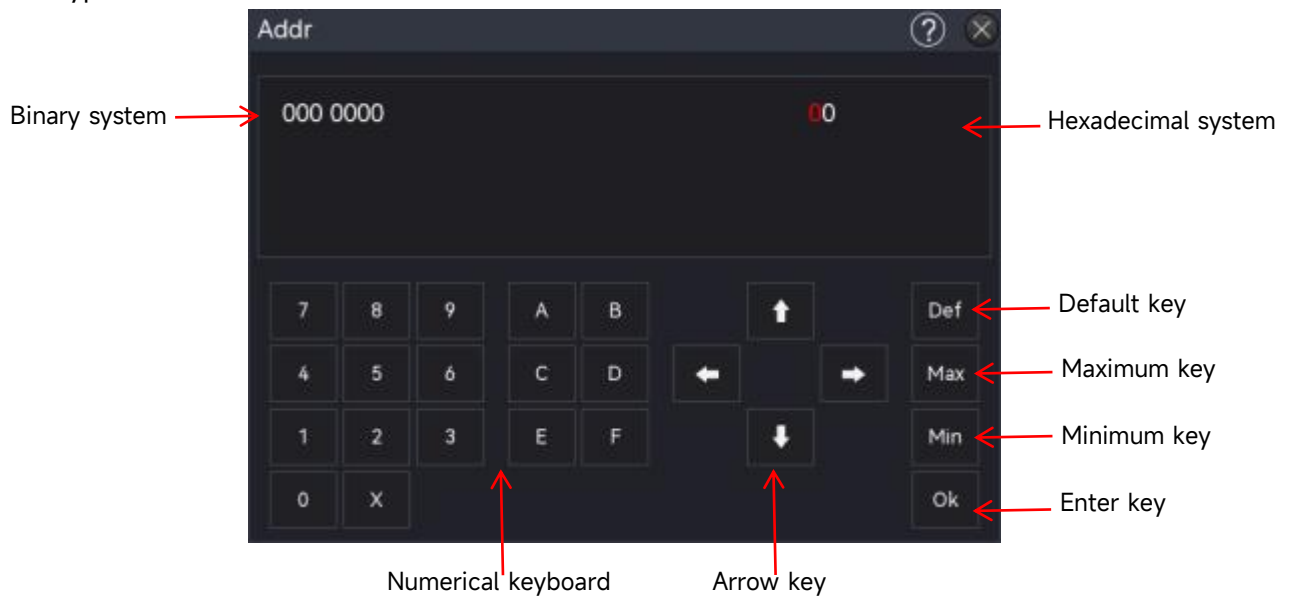 Addr ?
Binary system 000 0000 00 Hexadecimal system
7 8 9 A B Def Default key
4 5 6 C D Max Maximum key
1 2 3 E F Min Minimum key
0 X Ok Enter key
Numerical keyboard Arrow key